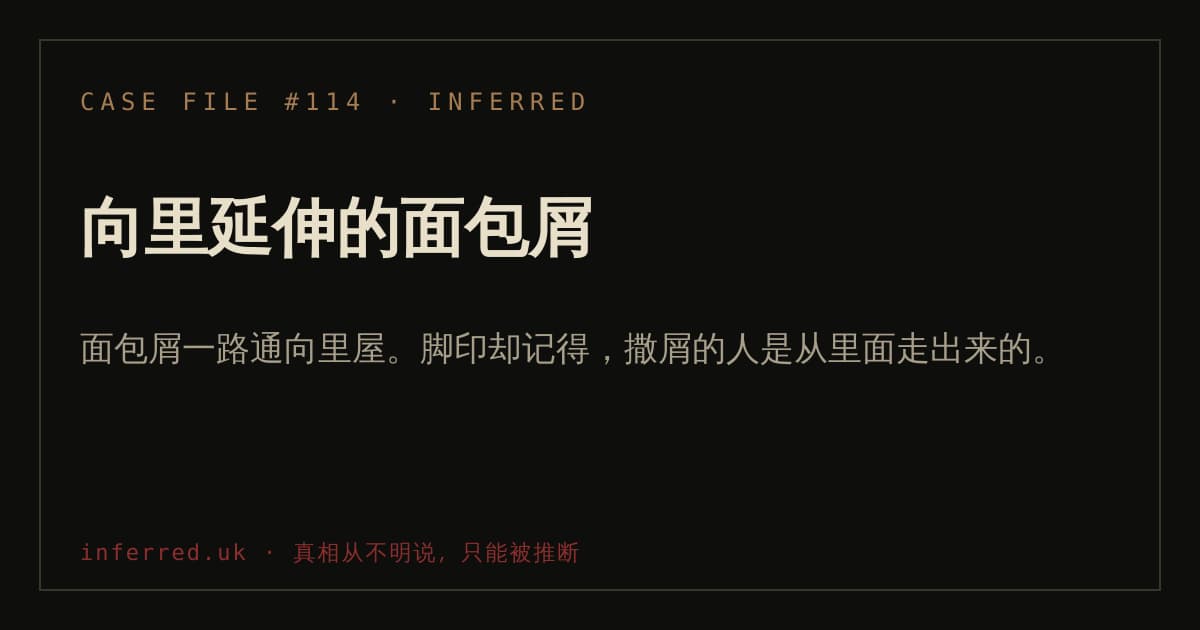 CASE FILE #114 · INFERRED
向里延伸的面包屑
面包屑一路通向里屋。脚印却记得，撒屑的人是从里面走出来的。
inferred.uk · 真相从不明说，只能被推断